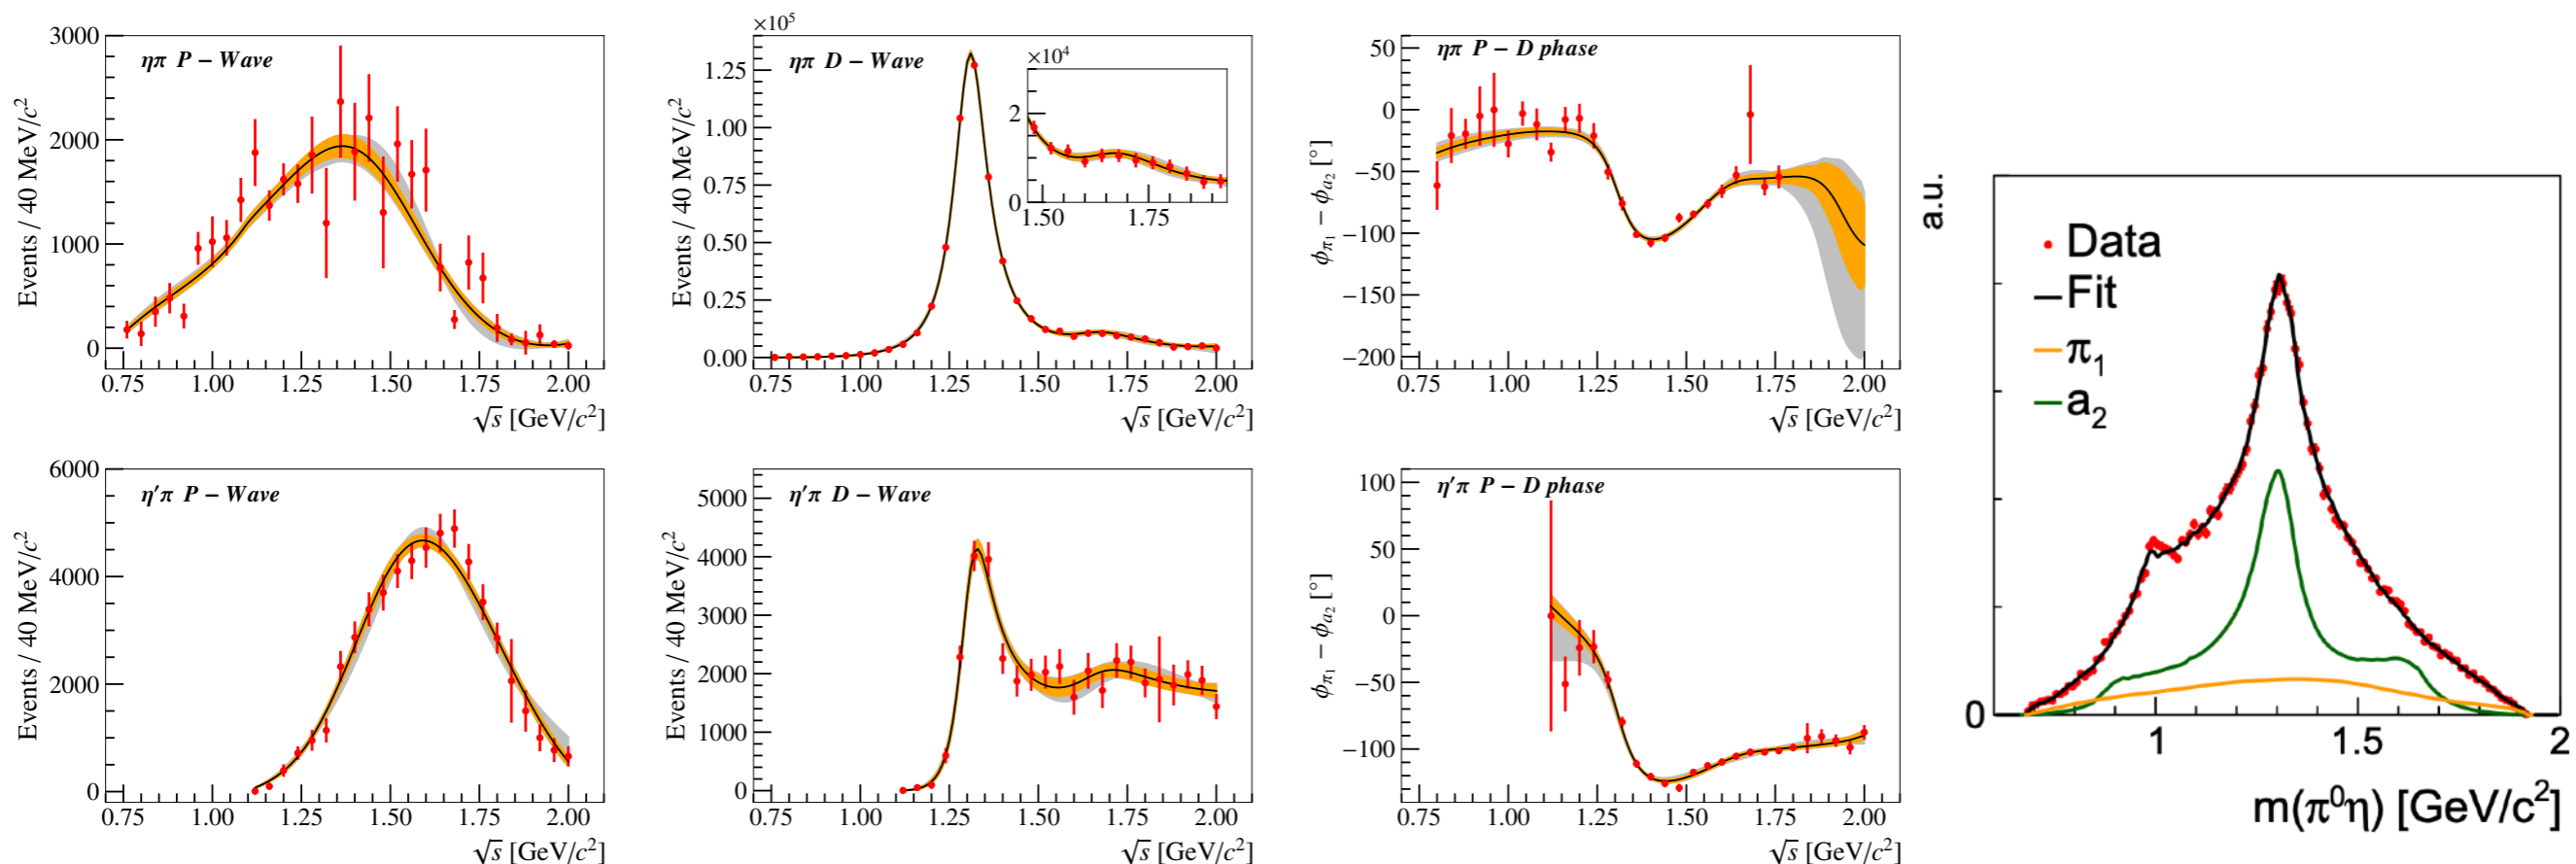 ηπ P − Wave
3000
2000
1000
0
Events / 40 MeV/c²
0.75 1.00 1.25 1.50 1.75 2.00
√s [GeV/c²]
×10⁵
ηπ D − Wave
1.25
1.00
0.75
0.50
0.25
0.00
Events / 40 MeV/c²
×10⁴
2
0
1.50 1.75
0.75 1.00 1.25 1.50 1.75 2.00
√s [GeV/c²]
ηπ P − D phase
50
0
−50
−100
−150
−200
ϕπ₁ − ϕa₂ [°]
0.75 1.00 1.25 1.50 1.75 2.00
√s [GeV/c²]
η′π P − Wave
6000
4000
2000
0
Events / 40 MeV/c²
0.75 1.00 1.25 1.50 1.75 2.00
√s [GeV/c²]
η′π D − Wave
5000
4000
3000
2000
1000
0
Events / 40 MeV/c²
0.75 1.00 1.25 1.50 1.75 2.00
√s [GeV/c²]
η′π P − D phase
100
50
0
−50
−100
ϕπ₁ − ϕa₂ [°]
0.75 1.00 1.25 1.50 1.75 2.00
√s [GeV/c²]
a.u.
Data
Fit
π₁
a₂
0
1 1.5 2
m(π⁰η) [GeV/c²]